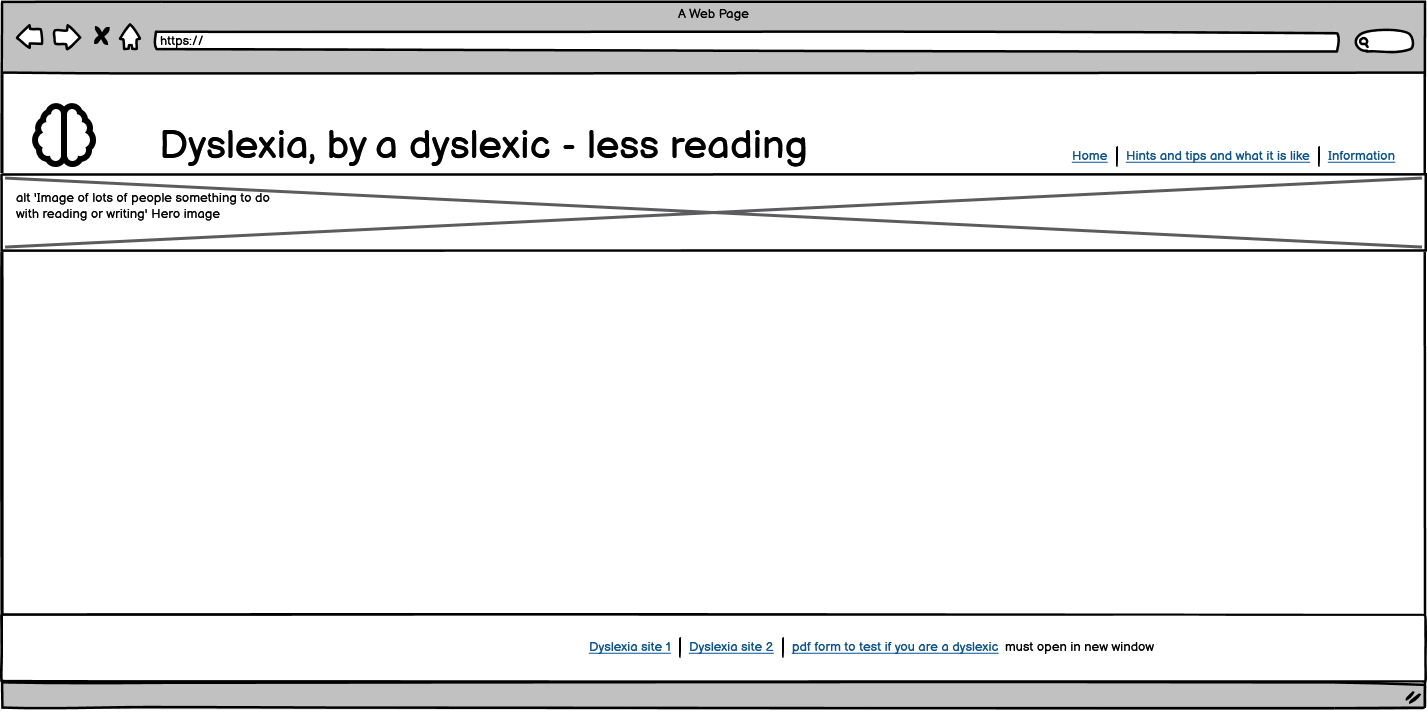 A Web Page
https://
Dyslexia, by a dyslexic - less reading
Home
Hints and tips and what it is like
Information
alt 'Image of lots of people something to do
with reading or writing' Hero image
Dyslexia site 1
Dyslexia site 2
pdf form to test if you are a dyslexic
must open in new window